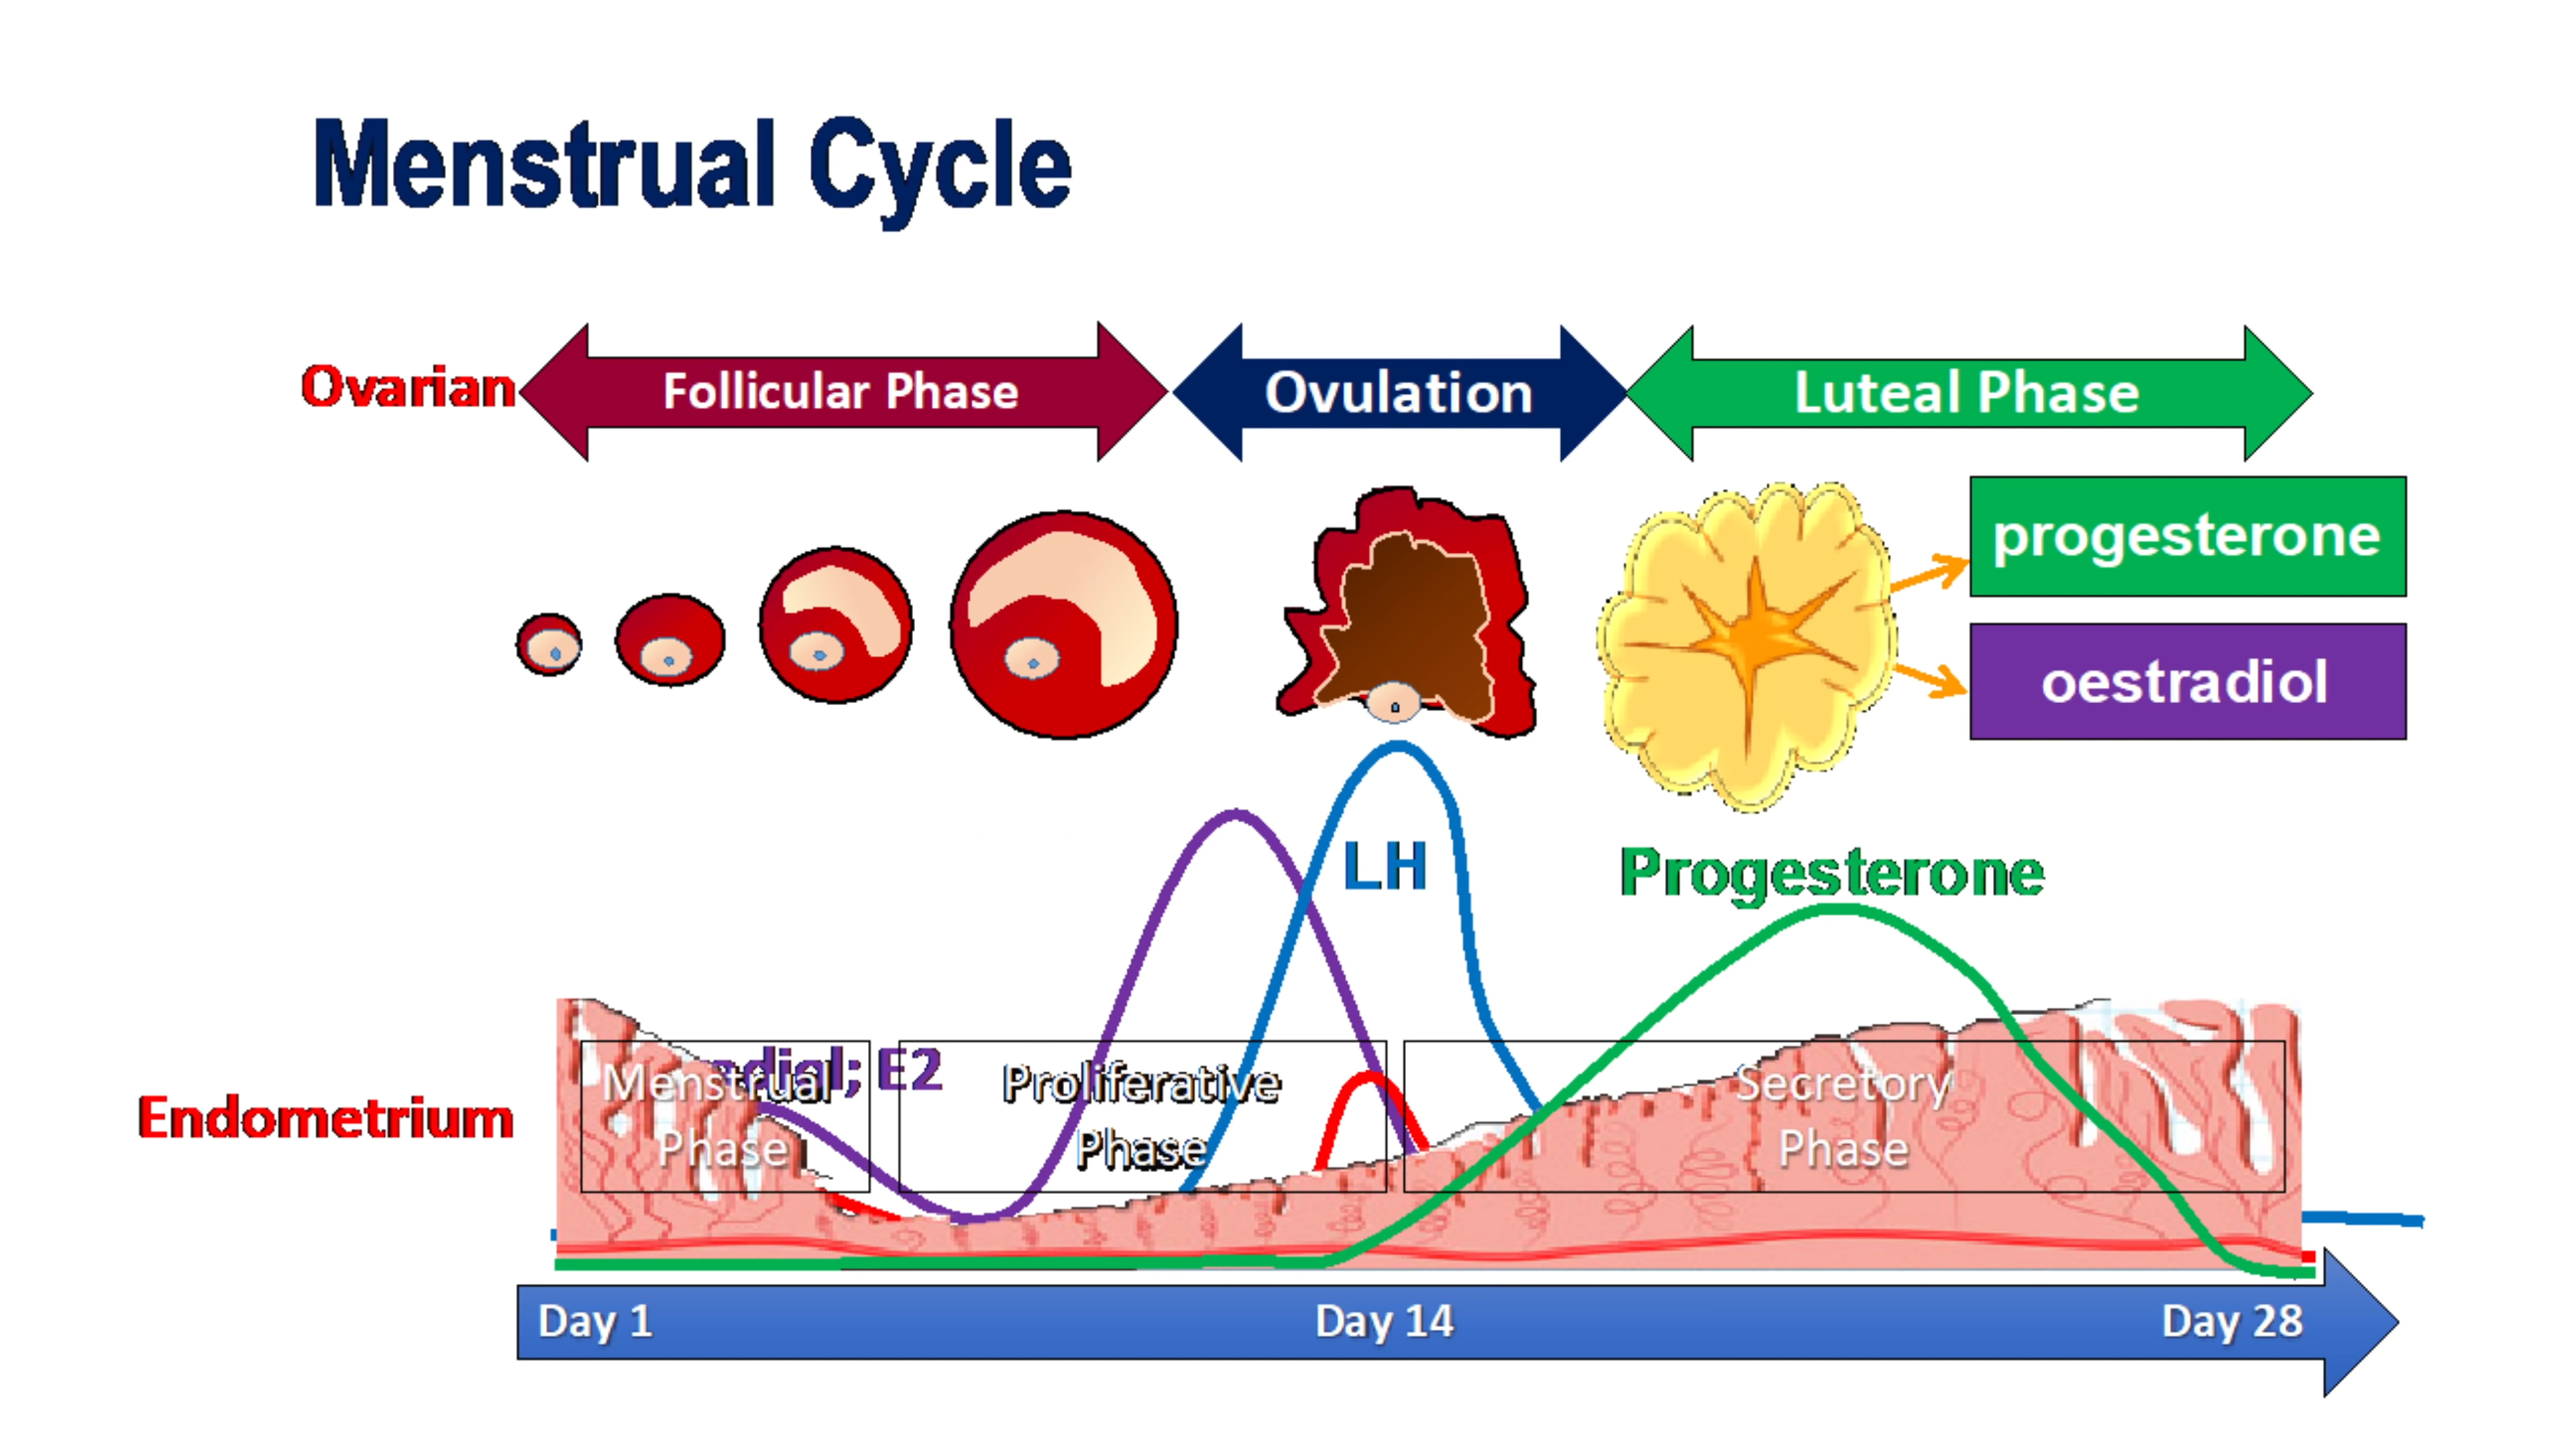 Menstrual Cycle
Ovarian
Follicular Phase
Ovulation
Luteal Phase
progesterone
oestradiol
LH
Progesterone
E2
Menstrual
Phase
Proliferative
Phase
Secretory
Phase
Endometrium
Day 1
Day 14
Day 28